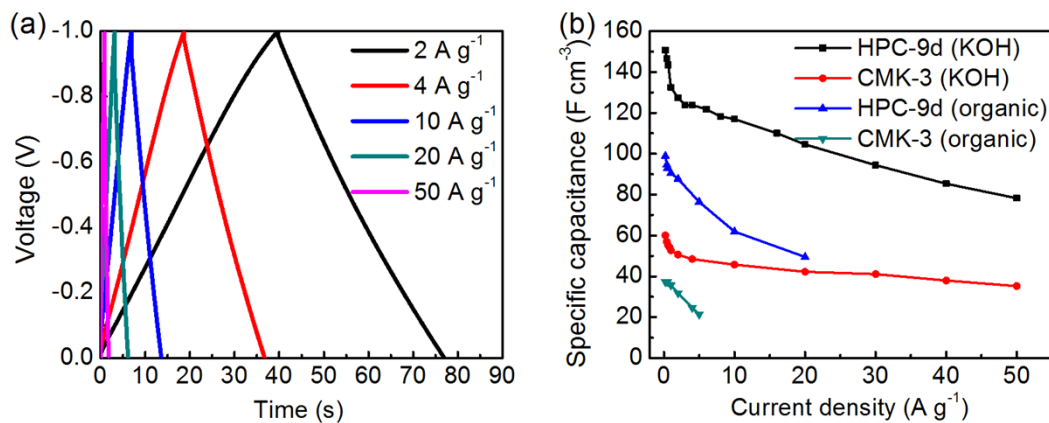 (a)
Voltage (V)
-1.0
-0.8
-0.6
-0.4
-0.2
0.0
2 A g⁻¹
4 A g⁻¹
10 A g⁻¹
20 A g⁻¹
50 A g⁻¹
0 10 20 30 40 50 60 70 80 90
Time (s)
(b)
Specific capacitance (F cm⁻³)
160
140
120
100
80
60
40
20
0
HPC-9d (KOH)
CMK-3 (KOH)
HPC-9d (organic)
CMK-3 (organic)
0 10 20 30 40 50
Current density (A g⁻¹)